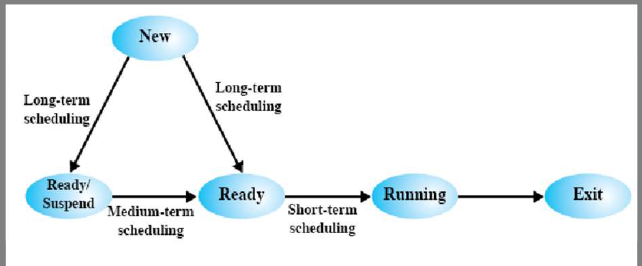 New
Long-term
scheduling
Long-term
scheduling
Ready/
Suspend
Medium-term
scheduling
Ready
Short-term
scheduling
Running
Exit